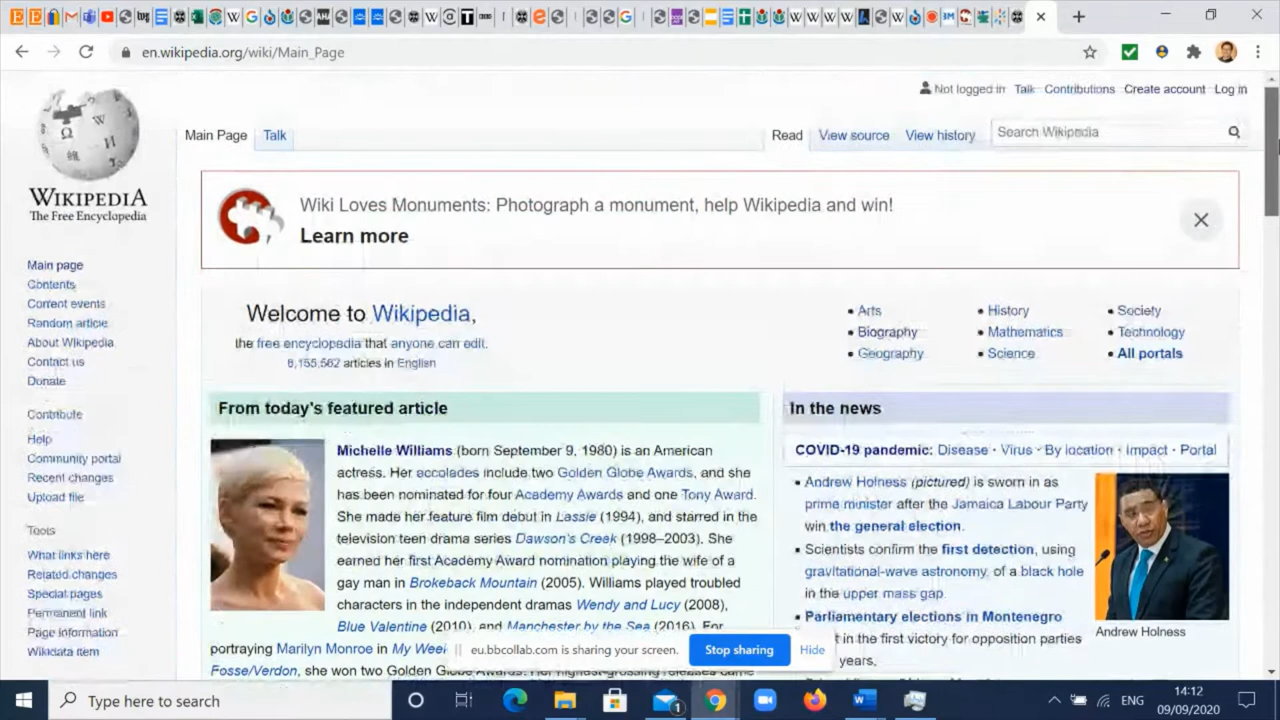 en.wikipedia.org/wiki/Main_Page
Not logged in Talk Contributions Create account Log in
Main Page Talk Read View source View history Search Wikipedia
WIKIPEDIA
The Free Encyclopedia
Wiki Loves Monuments: Photograph a monument, help Wikipedia and win!
Learn more
Main page
Contents
Current events
Random article
About Wikipedia
Contact us
Donate
Contribute
Help
Community portal
Recent changes
Upload file
Tools
What links here
Related changes
Special pages
Permanent link
Page information
Wikidata item
Welcome to Wikipedia,
the free encyclopedia that anyone can edit.
6,155,562 articles in English
Arts
Biography
Geography
History
Mathematics
Science
Society
Technology
All portals
From today's featured article
Michelle Williams (born September 9, 1980) is an American
actress. Her accolades include two Golden Globe Awards, and she
has been nominated for four Academy Awards and one Tony Award.
She made her feature film debut in Lassie (1994), and starred in the
television teen drama series Dawson's Creek (1998–2003). She
earned her first Academy Award nomination playing the wife of a
gay man in Brokeback Mountain (2005). Williams played troubled
characters in the independent dramas Wendy and Lucy (2008),
Blue Valentine (2010), and Manchester by the Sea (2016). For
portraying Marilyn Monroe in My
Fosse/Verdon, she won two Golden
In the news
COVID-19 pandemic: Disease · Virus · By location · Impact · Portal
Andrew Holness (pictured) is sworn in as
prime minister after the Jamaica Labour Party
win the general election.
Scientists confirm the first detection, using
gravitational-wave astronomy, of a black hole
in the upper mass gap.
Parliamentary elections in Montenegro
in the first victory for opposition parties
years.
Andrew Holness
eu.bbcollab.com is sharing your screen. Stop sharing Hide
Type here to search
1
ENG
14:12
09/09/2020